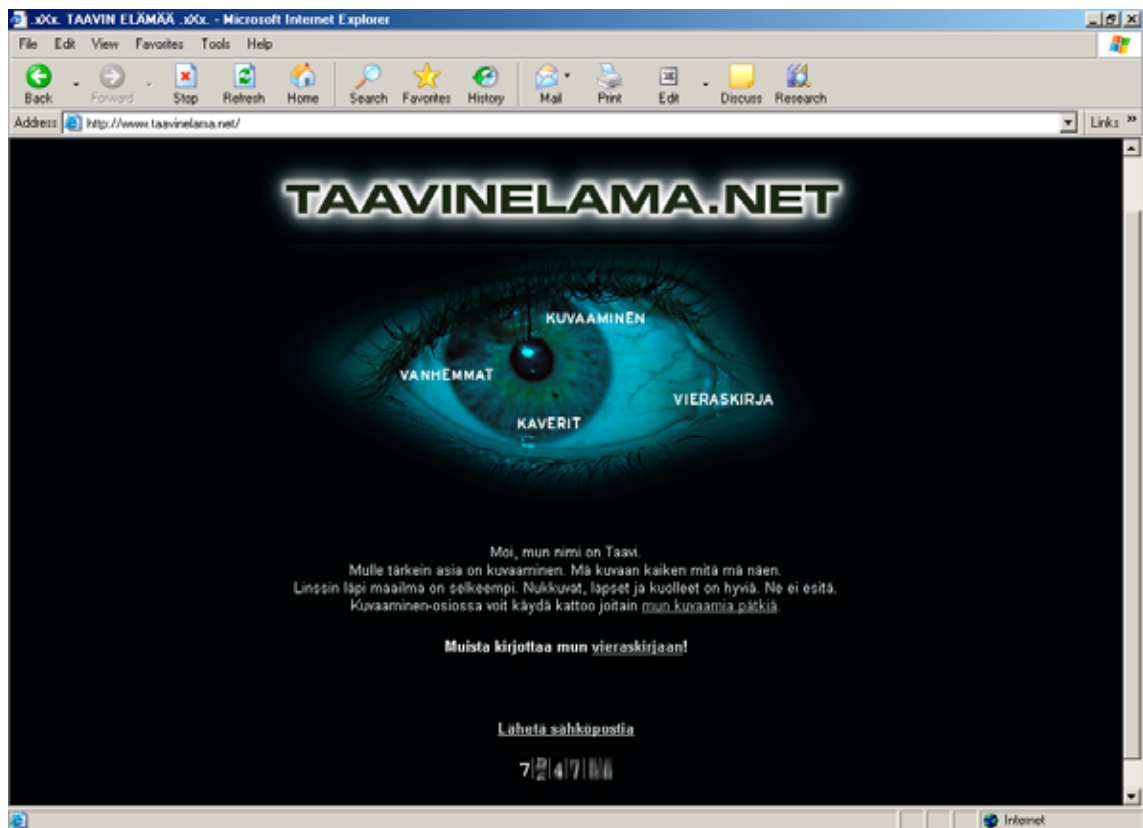 .xXx. TAAVIN ELÄMÄÄ .xXx. - Microsoft Internet Explorer
File Edit View Favorites Tools Help
Back Forward Stop Refresh Home Search Favorites History Mail Print Edit Discuss Research
Address http://www.taavinelama.net/ Links »
TAAVINELAMA.NET
KUVAAMINEN
VANHEMMAT
VIERASKIRJA
KAVERIT
Moi, mun nimi on Taavi.
Mulle tärkein asia on kuvaaminen. Mä kuvaan kaiken mitä mä näen.
Linssin läpi maailma on selkeempi. Nukkuvat, lapset ja kuolleet on hyviä. Ne ei esitä.
Kuvaaminen-osiossa voit käydä kattoo joitain mun kuvaamia pätkiä.
Muista kirjottaa mun vieraskirjaan!
Lähetä sähköpostia
7 4 7
Internet